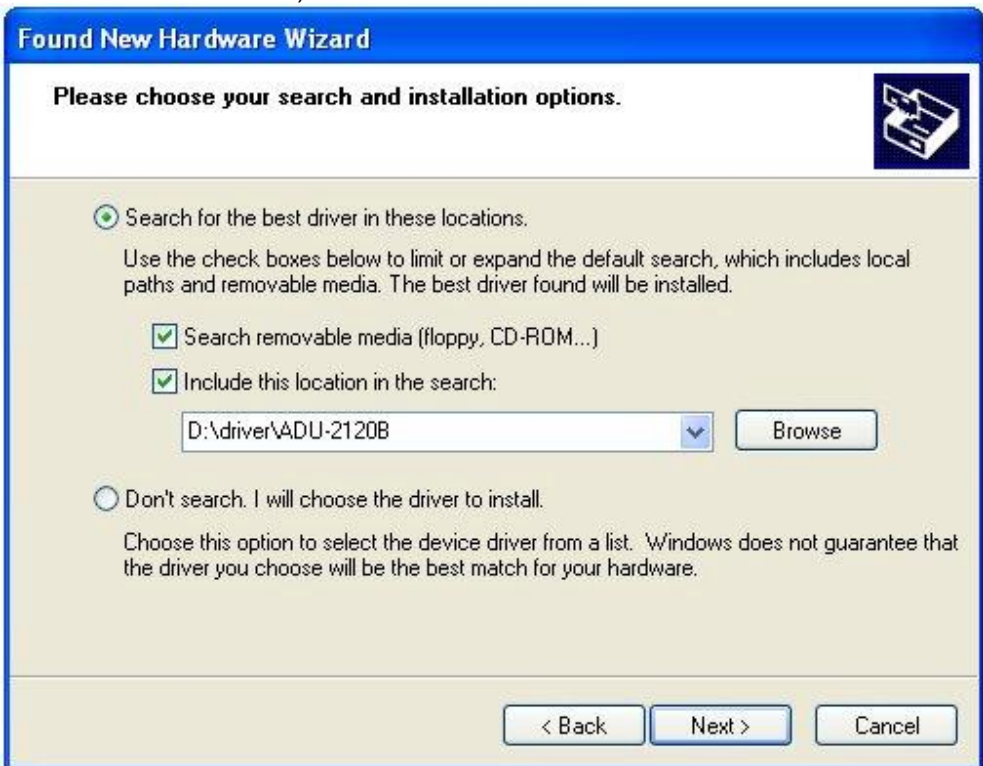 Found New Hardware Wizard
Please choose your search and installation options.
Search for the best driver in these locations.
Use the check boxes below to limit or expand the default search, which includes local
paths and removable media. The best driver found will be installed.
Search removable media (floppy, CD-ROM...)
Include this location in the search:
D:\driver\ADU-2120B
Browse
Don't search. I will choose the driver to install.
Choose this option to select the device driver from a list.  Windows does not guarantee that
the driver you choose will be the best match for your hardware.
< Back
Next >
Cancel